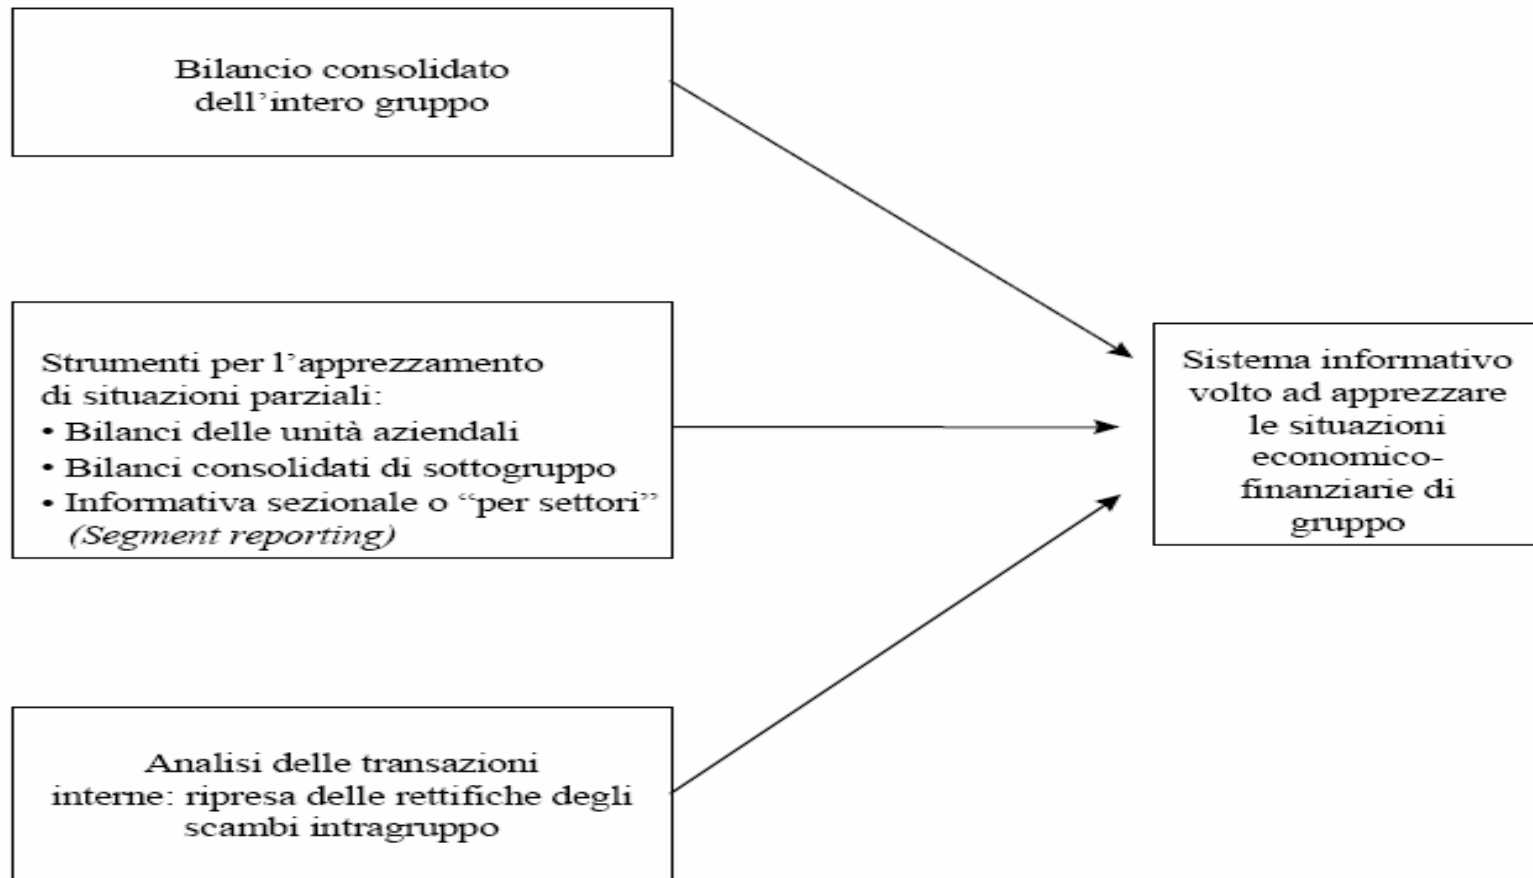 Bilancio consolidato
dell’intero gruppo
Strumenti per l’apprezzamento
di situazioni parziali:
• Bilanci delle unità aziendali
• Bilanci consolidati di sottogruppo
• Informativa sezionale o “per settori”
(Segment reporting)
Analisi delle transazioni
interne: ripresa delle rettifiche degli
scambi intragruppo
Sistema informativo
volto ad apprezzare
le situazioni
economico-
finanziarie di
gruppo